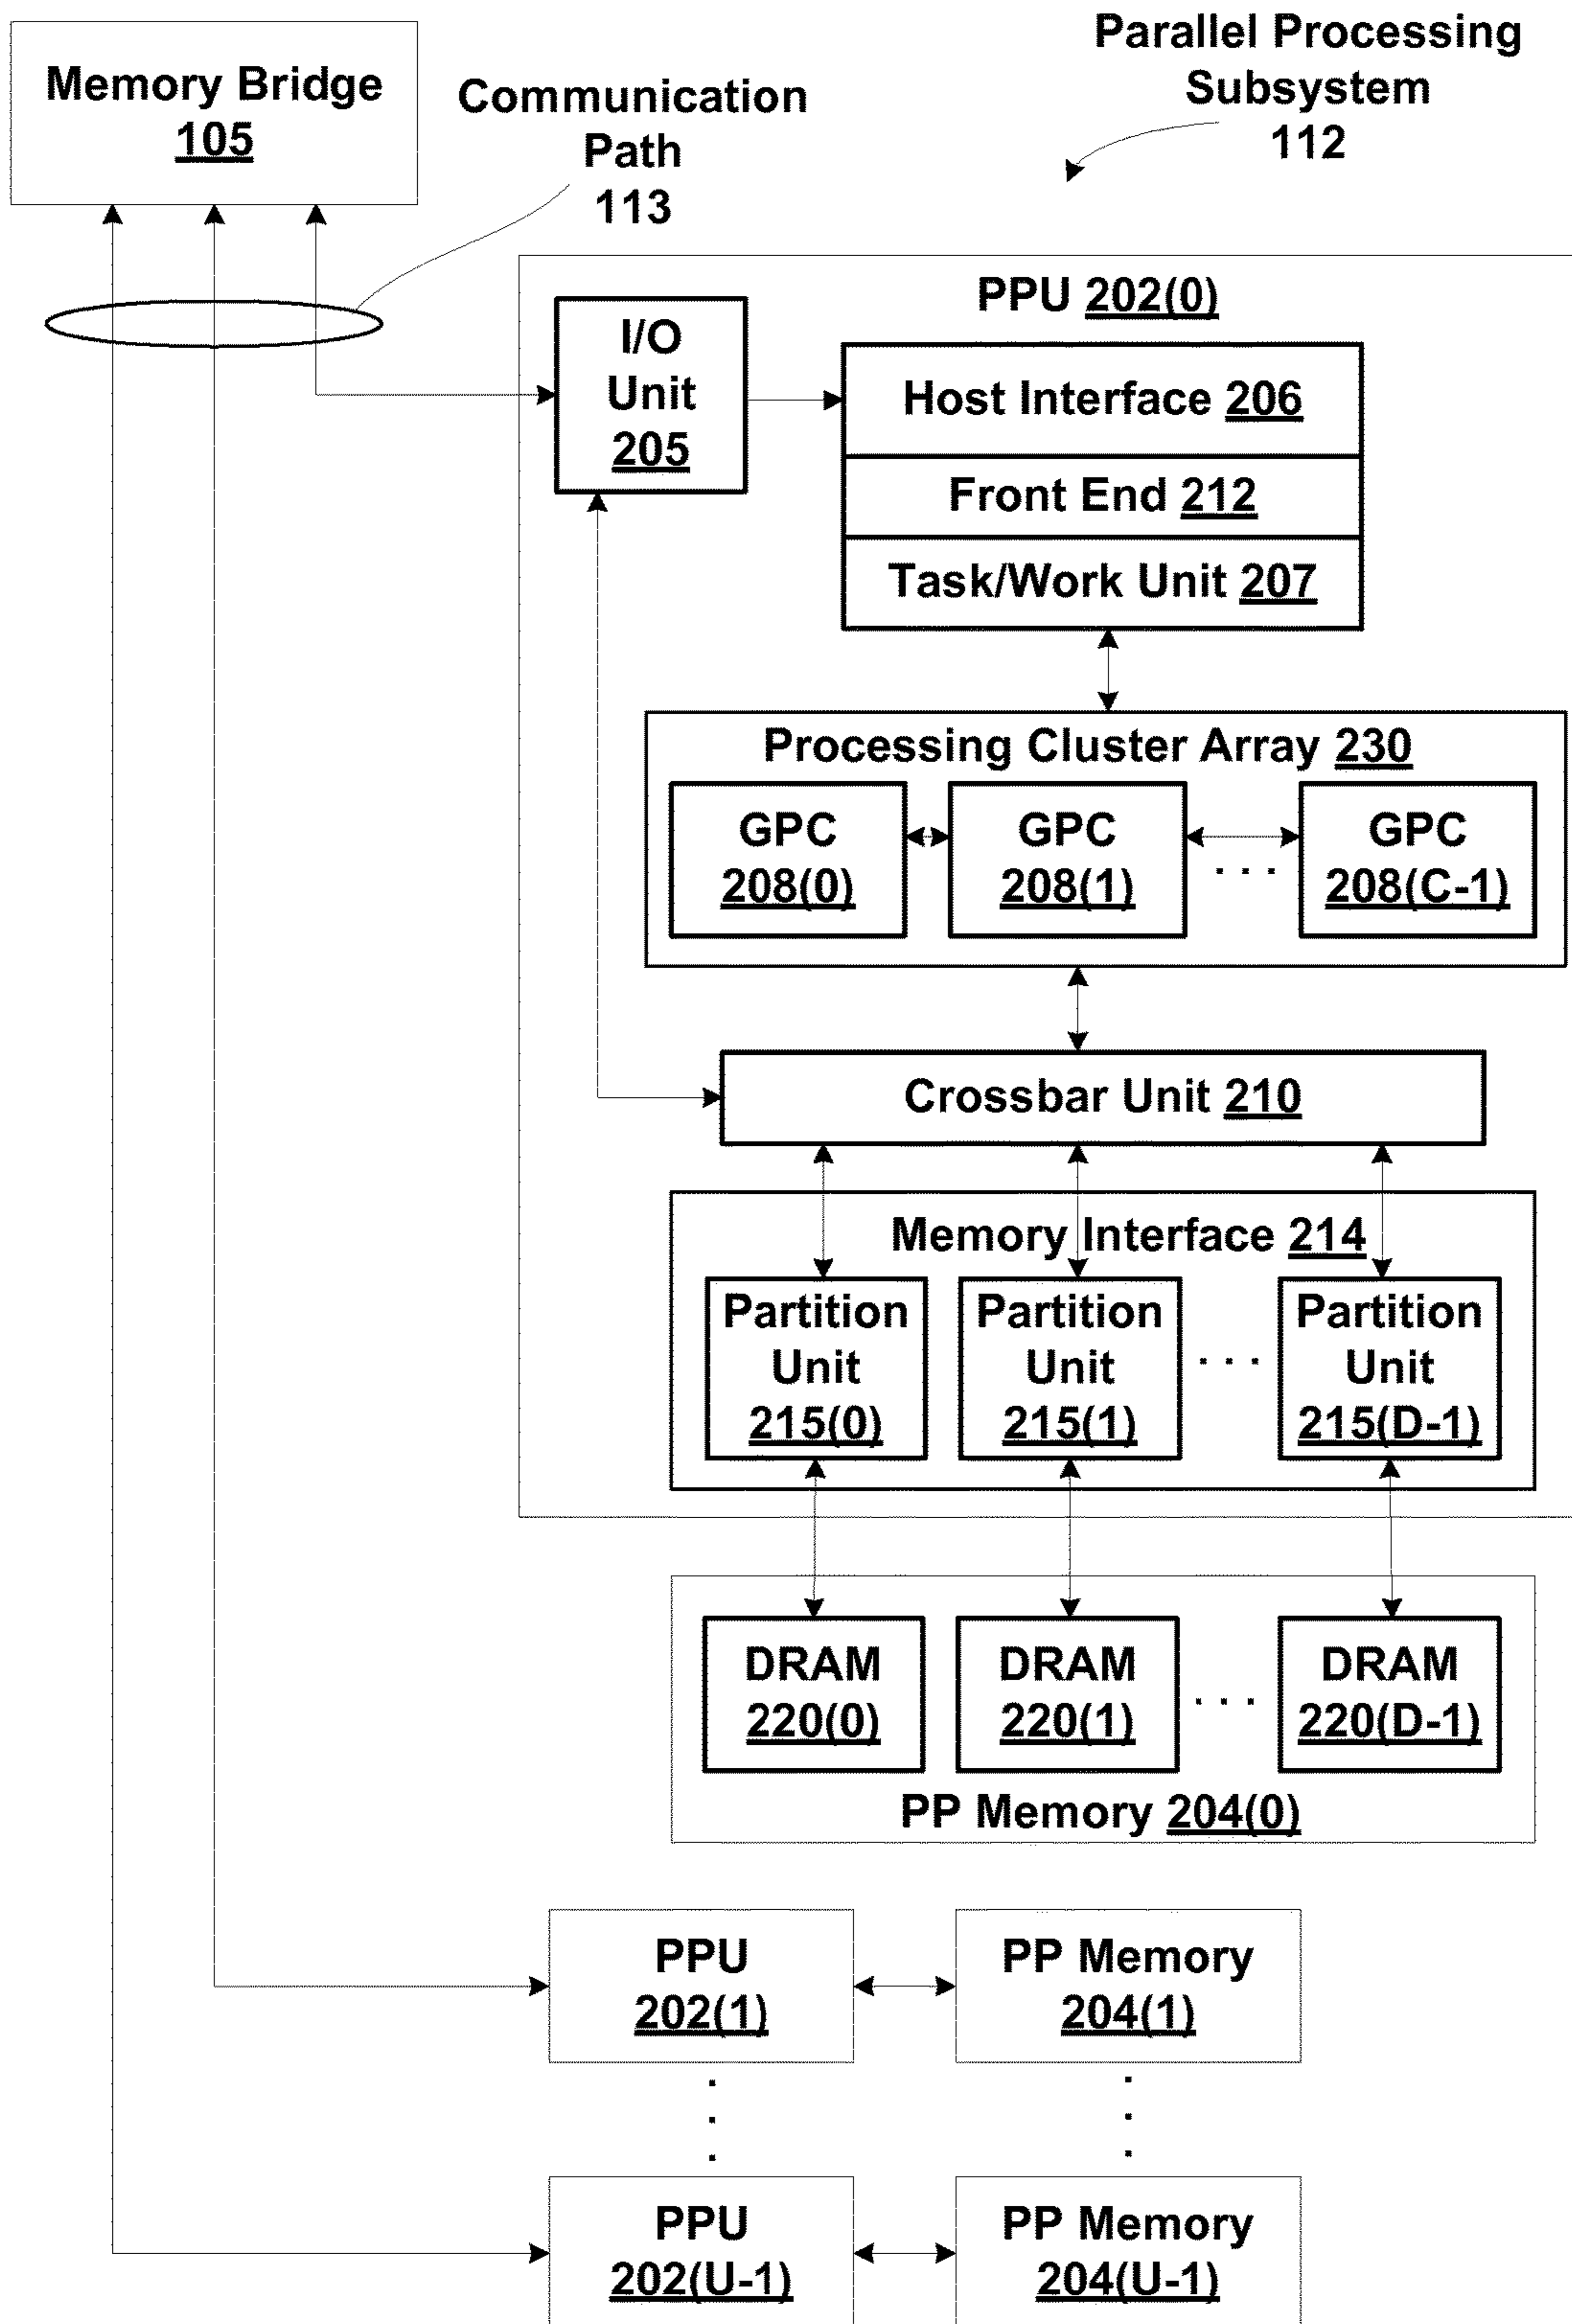 Memory Bridge
105
Communication
Path
113
Parallel Processing
Subsystem
112
PPU 202(0)
I/O
Unit
205
Host Interface 206
Front End 212
Task/Work Unit 207
Processing Cluster Array 230
GPC
208(0)
GPC
208(1)
. . .
GPC
208(C-1)
Crossbar Unit 210
Memory Interface 214
Partition
Unit
215(0)
Partition
Unit
215(1)
. . .
Partition
Unit
215(D-1)
DRAM
220(0)
DRAM
220(1)
. . .
DRAM
220(D-1)
PP Memory 204(0)
PPU
202(1)
PP Memory
204(1)
PPU
202(U-1)
PP Memory
204(U-1)